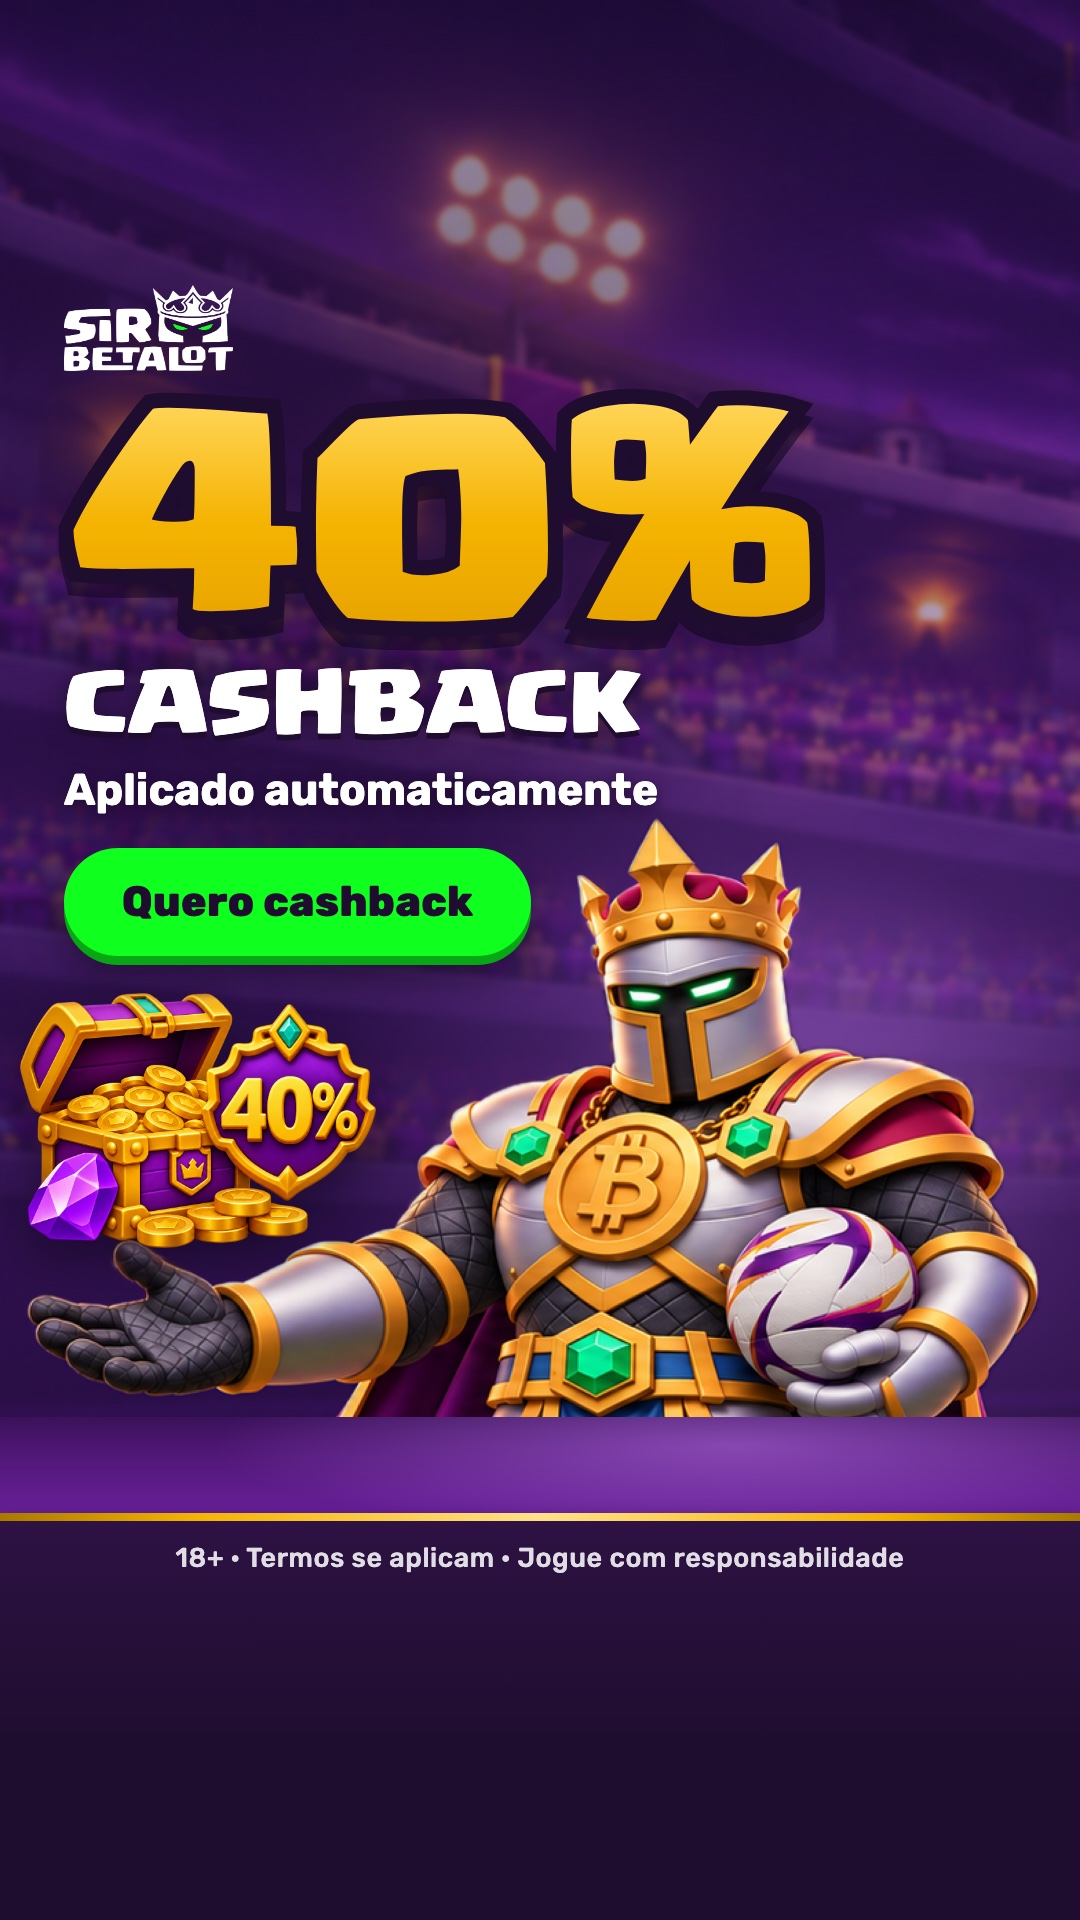 SIR
BETALOT
40%
CASHBACK
Aplicado automaticamente
Quero cashback
40%
18+ • Termos se aplicam • Jogue com responsabilidade